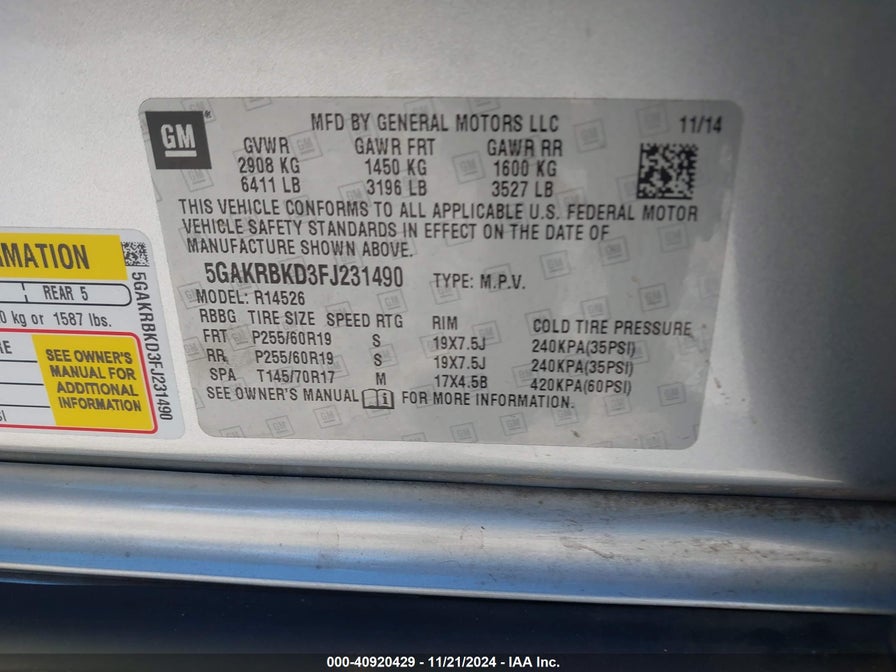 GM
MFD BY GENERAL MOTORS LLC 11/14
GVWR GAWR FRT GAWR RR
2908 KG 1450 KG 1600 KG
6411 LB 3196 LB 3527 LB
THIS VEHICLE CONFORMS TO ALL APPLICABLE U.S. FEDERAL MOTOR
VEHICLE SAFETY STANDARDS IN EFFECT ON THE DATE OF
MANUFACTURE SHOWN ABOVE.
5GAKRBKD3FJ231490 TYPE: M.P.V.
MODEL: R14526
RBBG TIRE SIZE SPEED RTG RIM COLD TIRE PRESSURE
FRT P255/60R19 S 19X7.5J 240KPA(35PSI)
RR P255/60R19 S 19X7.5J 240KPA(35PSI)
SPA T145/70R17 M 17X4.5B 420KPA(60PSI)
SEE OWNER'S MANUAL FOR MORE INFORMATION.
REAR 5
kg or 1587 lbs.
SEE OWNER'S
MANUAL FOR
ADDITIONAL
INFORMATION
5GAKRBKD3FJ231490
000-40920429 - 11/21/2024 - IAA Inc.